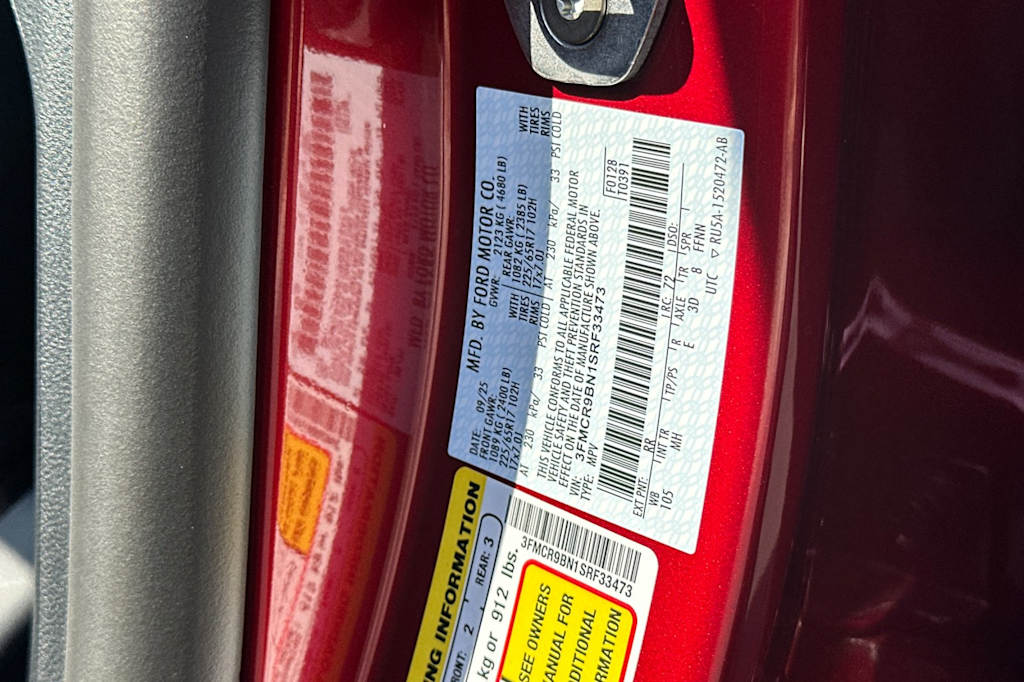 MFD. BY FORD MOTOR CO.
DATE: 09/25
GVWR: 2123 KG ( 4680 LB)
FRONT GAWR:
REAR GAWR:
1089 KG (2400 LB)
WITH TIRES RIMS
1082 KG ( 2385 LB)
WITH TIRES RIMS
225/65R17 102H
225/65R17 102H
17x7.0J
17x7.0J
AT 230 kPa/ 33 PSI COLD
AT 230 kPa/ 33 PSI COLD
THIS VEHICLE CONFORMS TO ALL APPLICABLE FEDERAL MOTOR
VEHICLE SAFETY AND THEFT PREVENTION STANDARDS IN
EFFECT ON THE DATE OF MANUFACTURE SHOWN ABOVE.
VIN: 3FMCR9BN1SRF33473
TYPE: MPV
F0128
T0391
EXT PNT: RC: 72 DSO:
WB RR INT TR TP/PS R AXLE TR SPR
105 MH E 3D 8 FFNN
UTC ▽ RU5A-1520472-AB
NG INFORMATION
FRONT: 2 REAR: 3
kg or 912 lbs.
3FMCR9BN1SRF33473
SEE OWNERS
MANUAL FOR
DDITIONAL
ORMATION